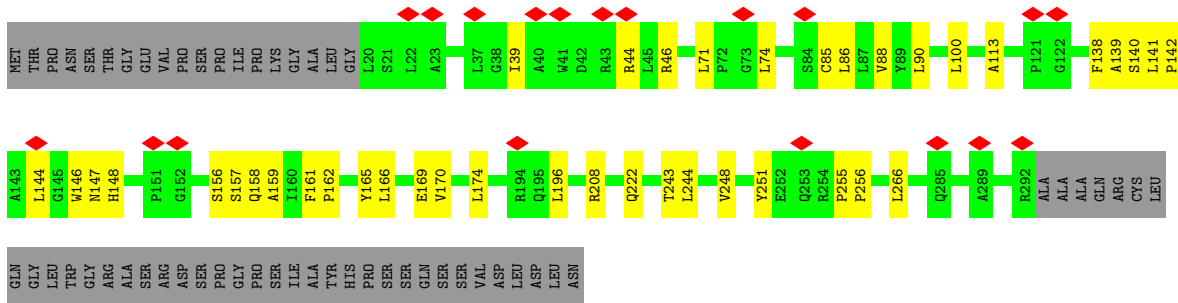 MET THR PRO ASN SER THR THR GLY GLU VAL PRO SER PRO ILE PRO LYS GLY ALA LEU GLY L20 S21 L22 A23 L37 G38 I39 A40 W41 D42 R43 R44 L45 R46 L71 P72 G73 L74 S84 C85 L86 L87 V88 Y89 L90 L100 A113 P121 G122 F138 A139 S140 L141 P142
A143 L144 G145 W146 N147 H148 P151 G152 S156 S157 Q158 A159 I160 F161 P162 Y165 L166 E169 V170 L174 R194 Q195 L196 R208 Q222 T243 L244 V248 Y251 E252 Q253 R254 P255 P256 L266 Q285 A289 R292 ALA ALA ALA GLN ARG CYS LEU
GLN GLY LEU TRP GLY ARG ALA SER ARG ASP SER PRO GLY PRO SER ILE ALA TYR HIS PRO SER SER GLN SER SER VAL ASP LEU ASP LEU ASN